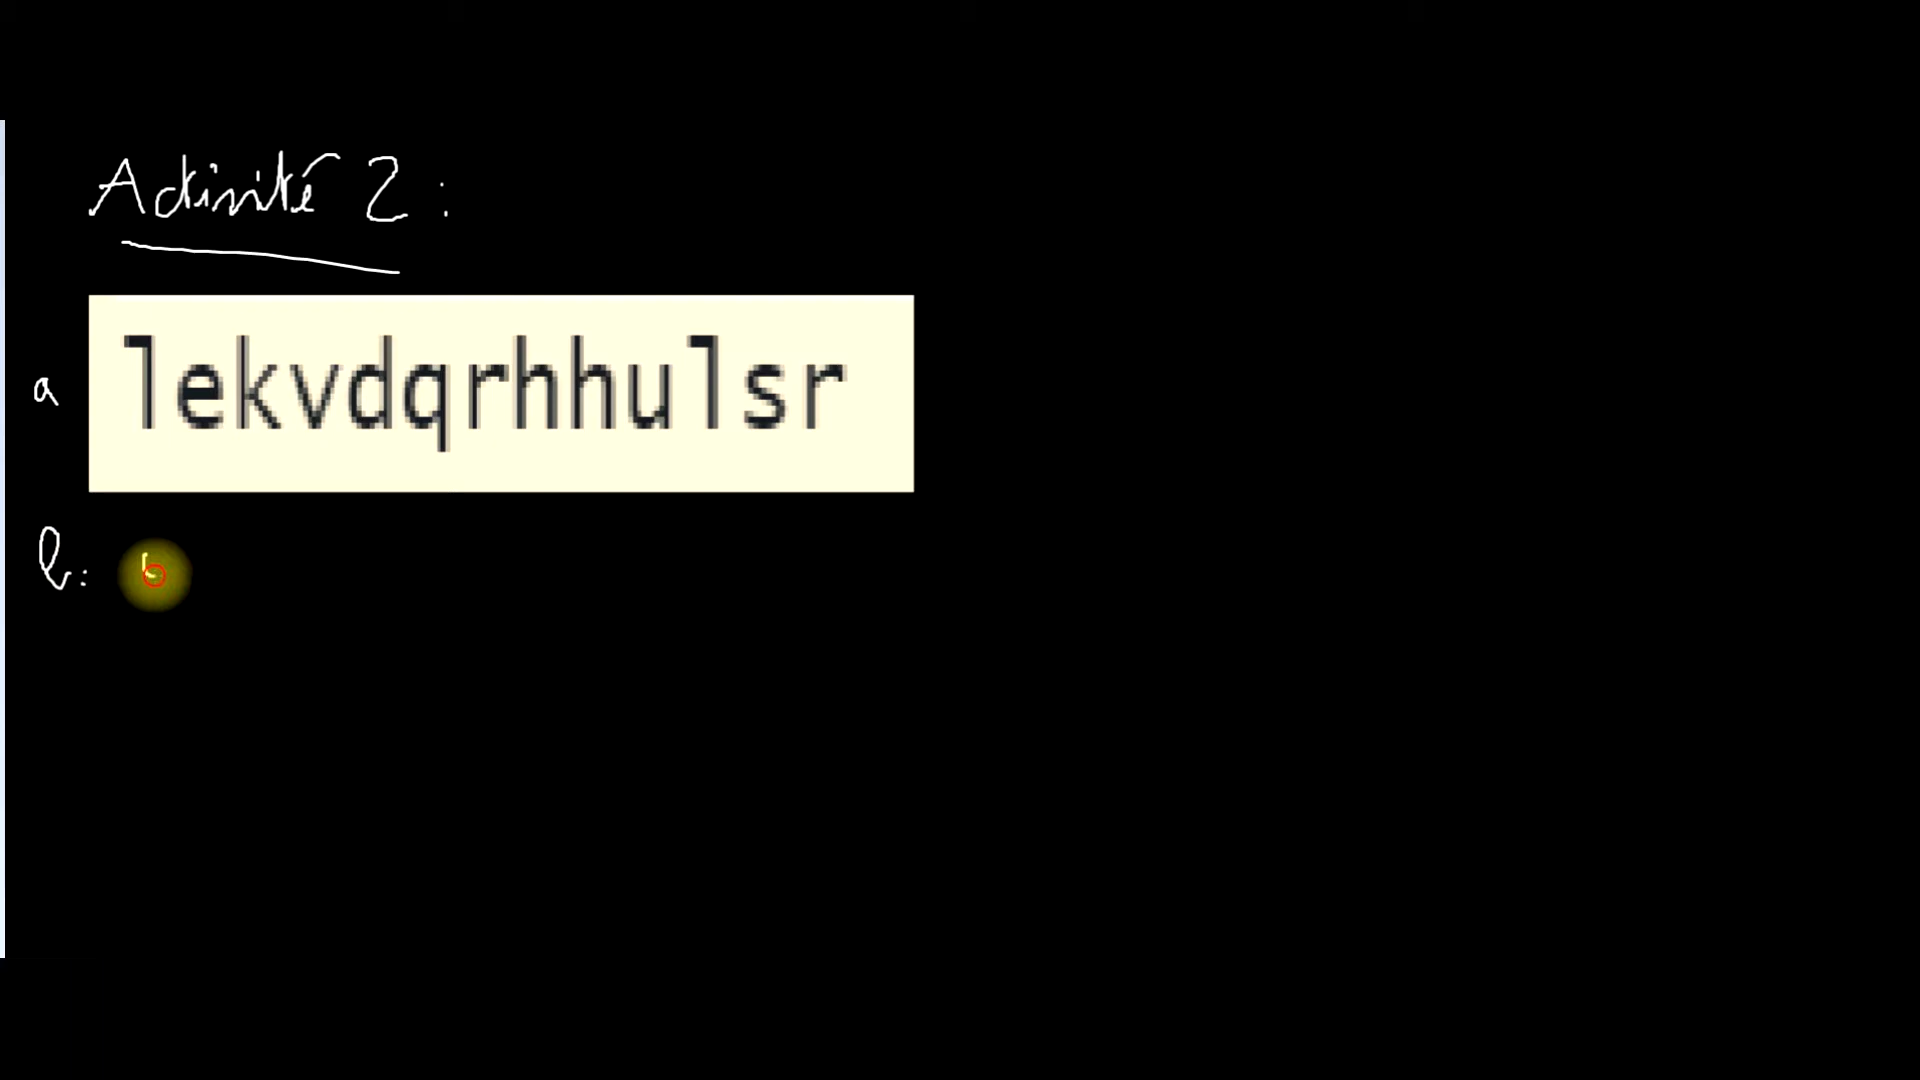 Activité 2 :
a lekvdqrhhulsr
b :